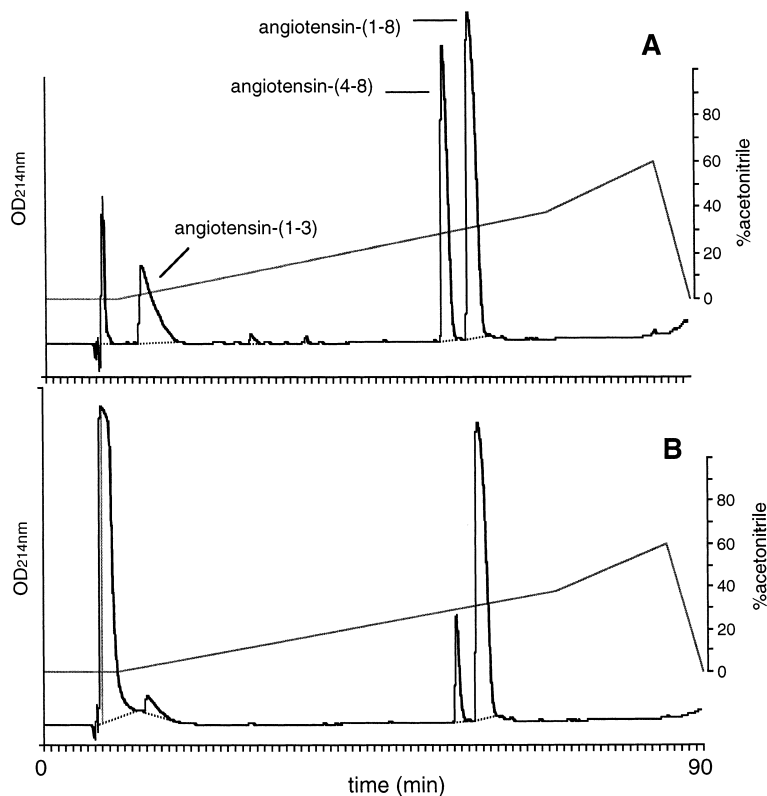 angiotensin-(1-8)
A
angiotensin-(4-8)
80
60
40
20
0
%acetonitrile
OD214nm
angiotensin-(1-3)
B
80
60
40
20
0
%acetonitrile
OD214nm
0
90
time (min)